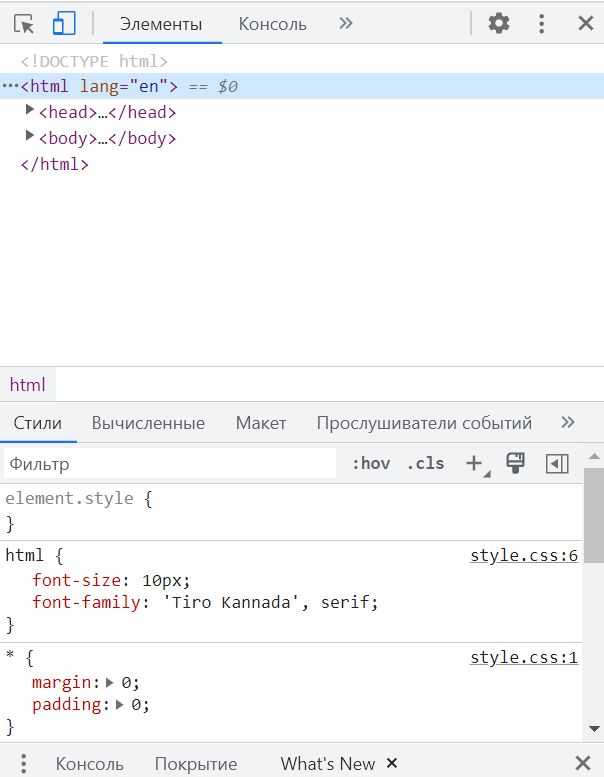 Элементы Консоль »
<!DOCTYPE html>
…<html lang="en"> == $0
<head>…</head>
<body>…</body>
</html>
html
Стили Вычисленные Макет Прослушиватели событий »
Фильтр :hov .cls +
element.style {
}
html { style.css:6
font-size: 10px;
font-family: 'Tiro Kannada', serif;
}
* { style.css:1
margin: 0;
padding: 0;
}
Консоль Покрытие What's New ×